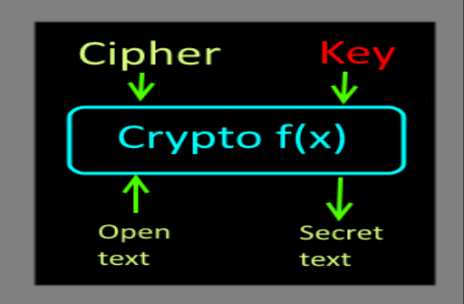 Cipher Key
Crypto f(x)
Open Secret
text text